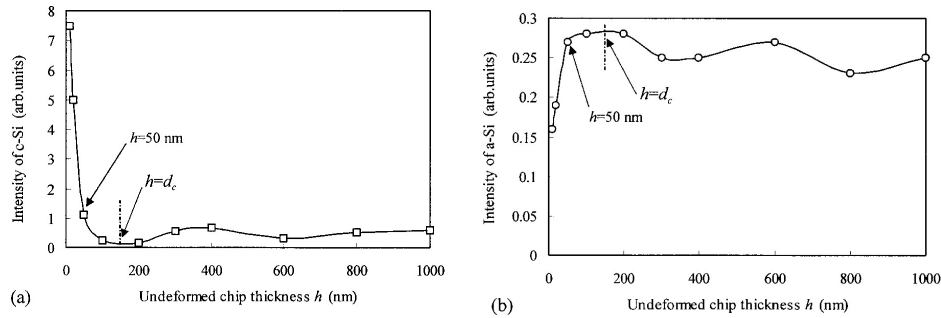 8
7
6
5
4
3
2
1
0
Intensity of c-Si (arb.units)
h=50 nm
h=dc
0 200 400 600 800 1000
Undeformed chip thickness h (nm)
(a)
0.3
0.25
0.2
0.15
0.1
0.05
0
Intensity of a-Si (arb.units)
h=dc
h=50 nm
0 200 400 600 800 1000
Undeformed chip thickness h (nm)
(b)